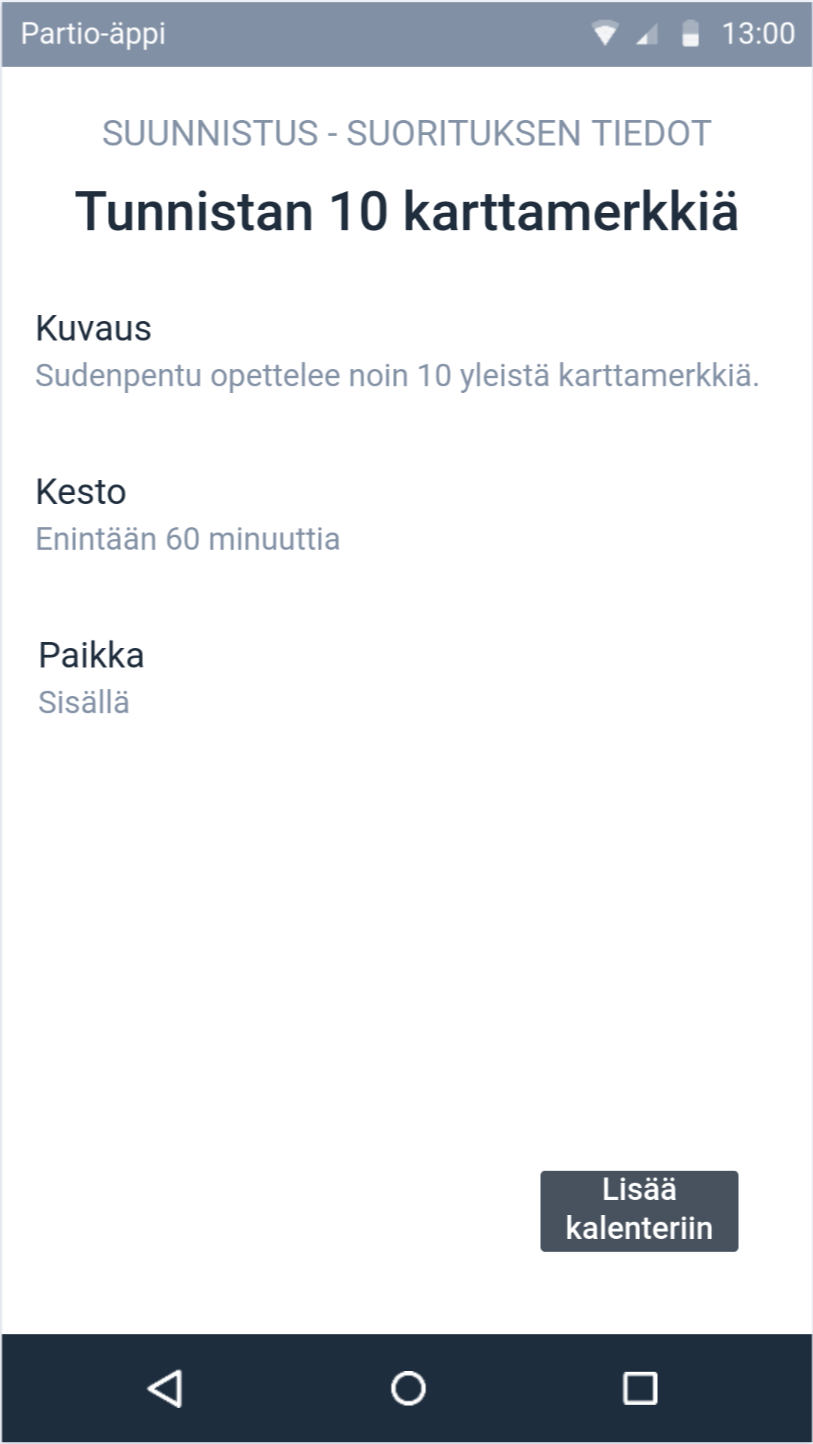 Partio-äppi 13:00
SUUNNISTUS - SUORITUKSEN TIEDOT
Tunnistan 10 karttamerkkiä
Kuvaus
Sudenpentu opettelee noin 10 yleistä karttamerkkiä.
Kesto
Enintään 60 minuuttia
Paikka
Sisällä
Lisää
kalenteriin